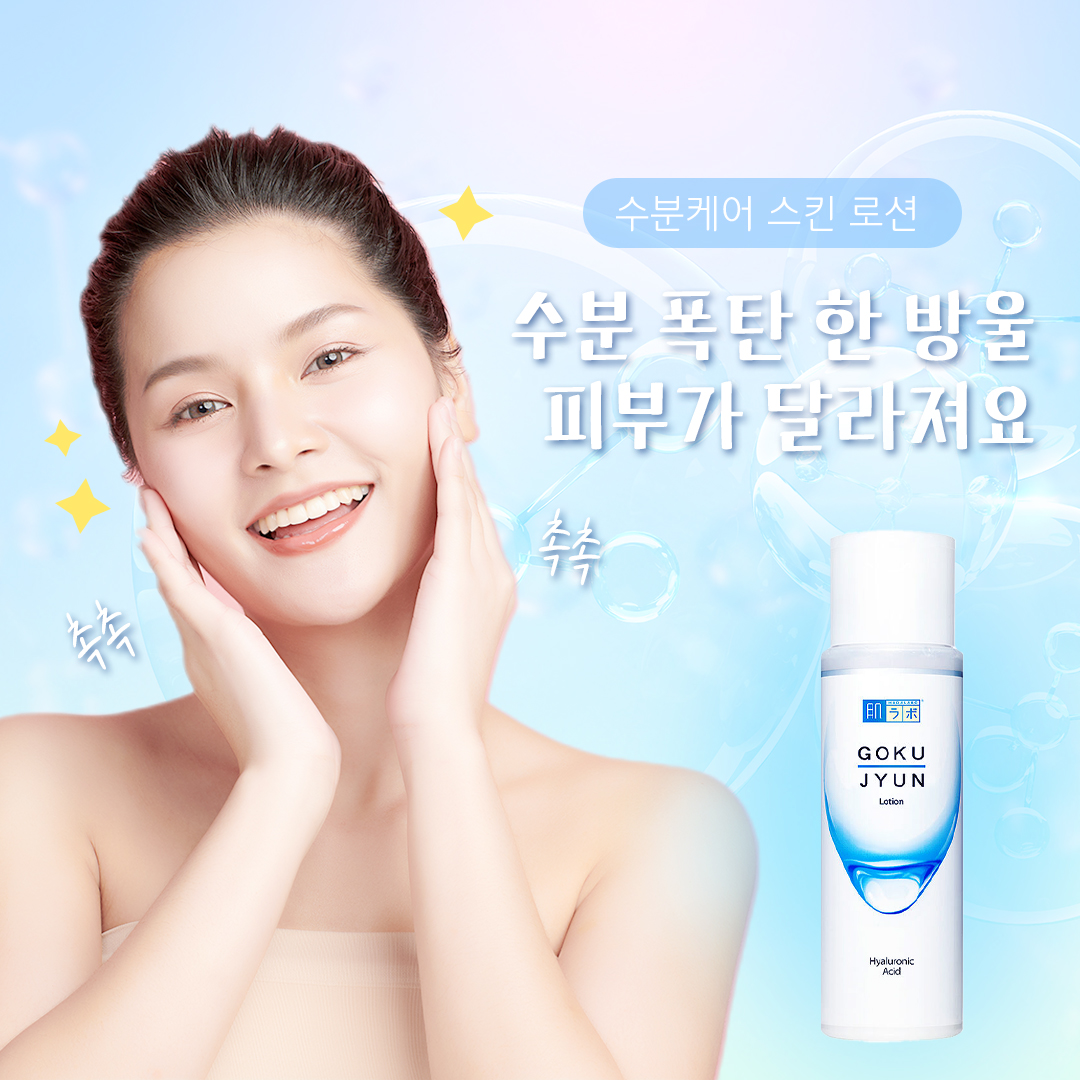 수분케어 스킨 로션
수분 폭탄 한 방울
피부가 달라져요
촉촉
촉촉
肌ラボ
GOKU
JYUN
Lotion
Hyaluronic
Acid